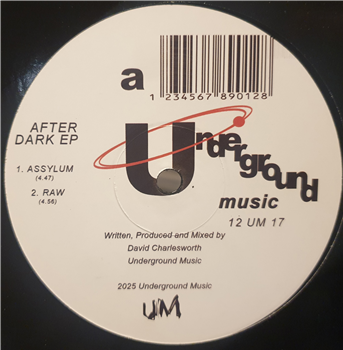 a
1 234567 890128
AFTER
DARK EP
1. ASSYLUM
(4.47)
2. RAW
(4.56)
Underground
music
12 UM 17
Written, Produced and Mixed by
David Charlesworth
Underground Music
2025 Underground Music
UM